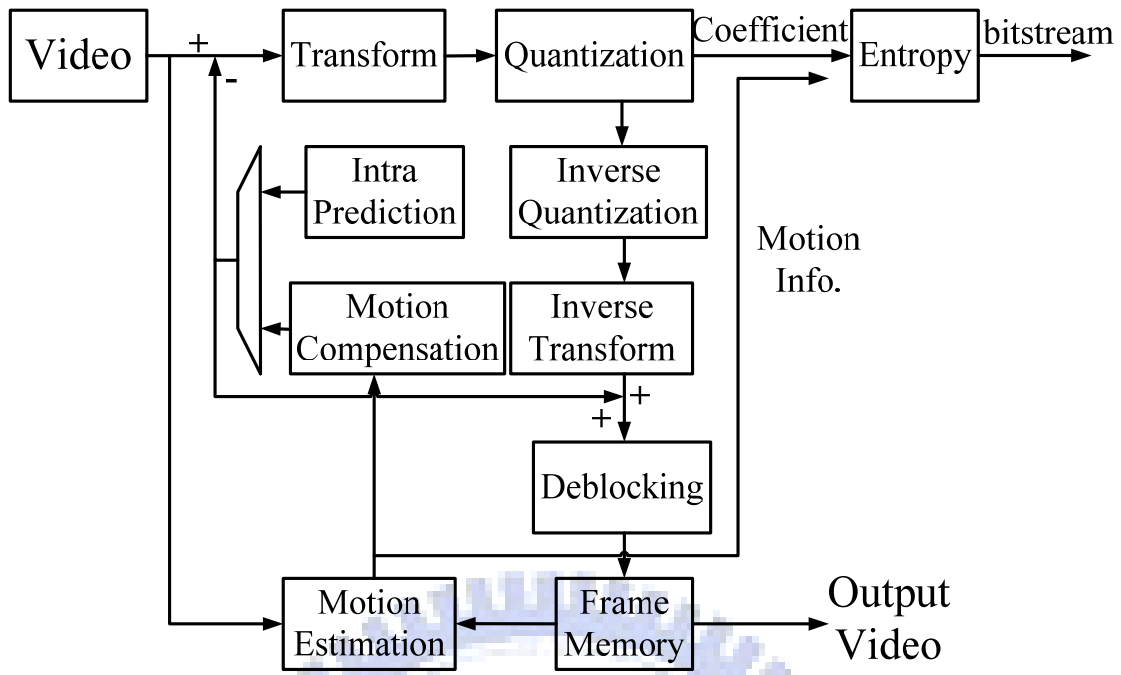 Video
+
-
Transform
Quantization
Coefficient
Entropy
bitstream
Intra
Prediction
Inverse
Quantization
Motion
Info.
Motion
Compensation
Inverse
Transform
+
+
Deblocking
Motion
Estimation
Frame
Memory
Output
Video